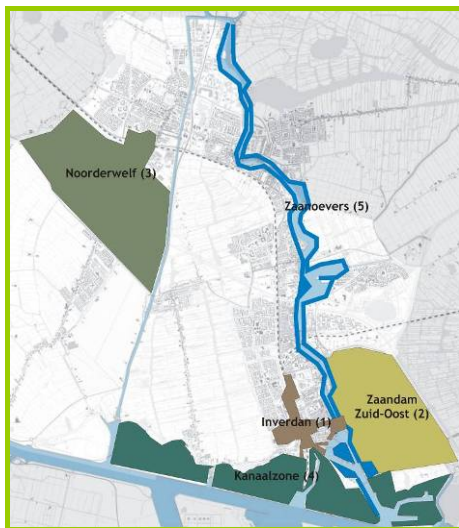 Noorderwelf (3)
Zaanoevers (5)
Zaandam
Zuid-Oost (2)
Inverdan (1)
Kanaalzone (4)